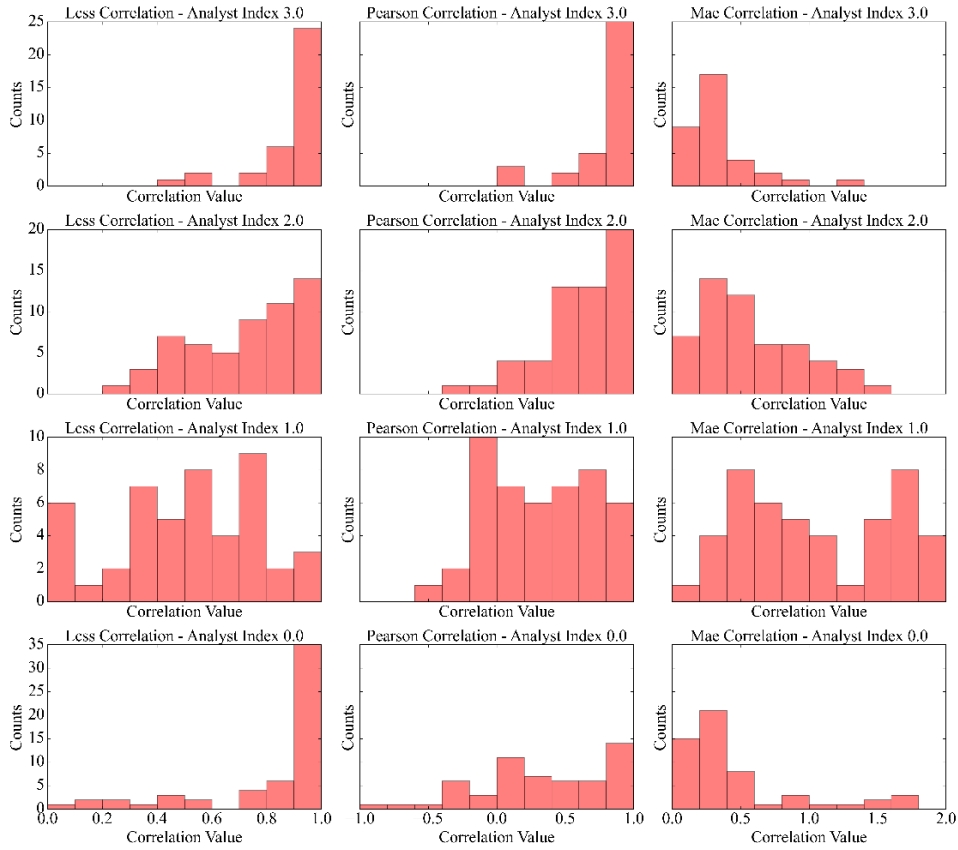 Lcss Correlation - Analyst Index 3.0 Pearson Correlation - Analyst Index 3.0 Mae Correlation - Analyst Index 3.0
25
20
15
10
5
0
Counts Counts Counts
Correlation Value Correlation Value Correlation Value
Lcss Correlation - Analyst Index 2.0 Pearson Correlation - Analyst Index 2.0 Mae Correlation - Analyst Index 2.0
20
15
10
5
0
Counts Counts Counts
Correlation Value Correlation Value Correlation Value
Lcss Correlation - Analyst Index 1.0 Pearson Correlation - Analyst Index 1.0 Mae Correlation - Analyst Index 1.0
10
8
6
4
2
0
Counts Counts Counts
Correlation Value Correlation Value Correlation Value
Lcss Correlation - Analyst Index 0.0 Pearson Correlation - Analyst Index 0.0 Mae Correlation - Analyst Index 0.0
35
30
25
20
15
10
5
0
Counts Counts Counts
0.0 0.2 0.4 0.6 0.8 1.0 1.0 0.5 0.0 0.5 1.0 0.0 0.5 1.0 1.5 2.0
Correlation Value Correlation Value Correlation Value